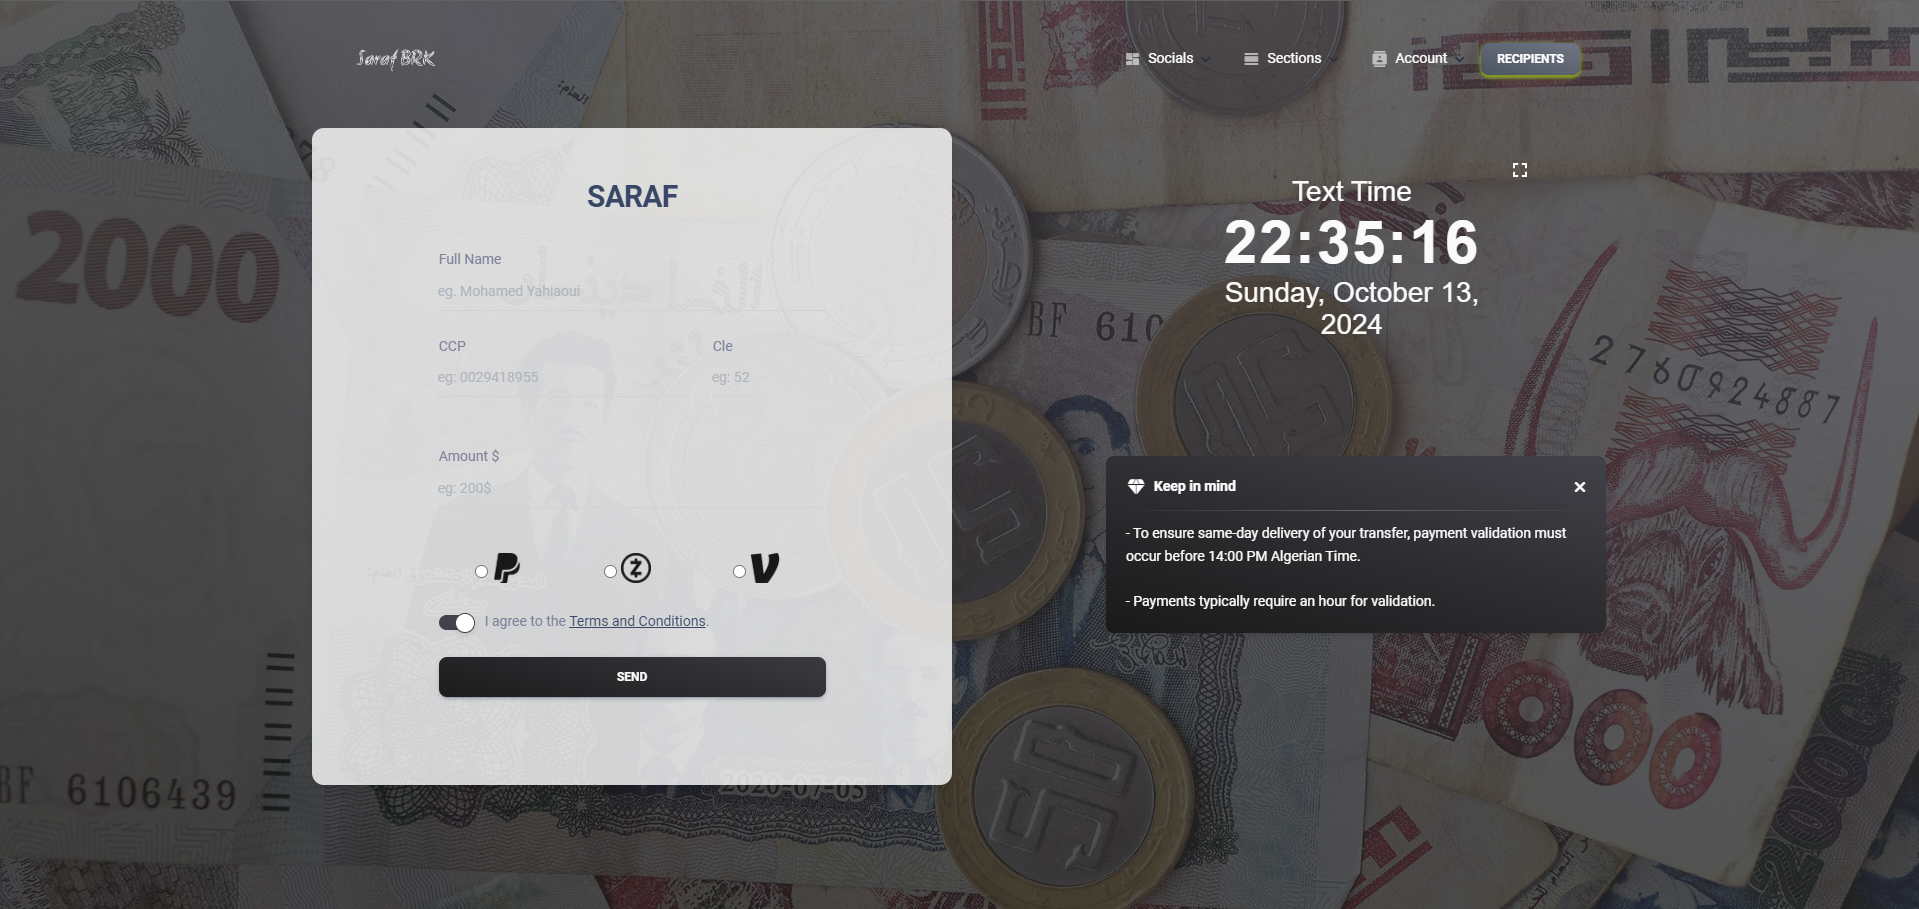 Saraf BRK
Socials
Sections
Account
RECIPIENTS
SARAF
Full Name
eg. Mohamed Yahiaoui
CCP
Cle
eg: 0029418955
eg: 52
Amount $
eg: 200$
I agree to the Terms and Conditions.
SEND
Text Time
22:35:16
Sunday, October 13,
2024
Keep in mind
- To ensure same-day delivery of your transfer, payment validation must
occur before 14:00 PM Algerian Time.
- Payments typically require an hour for validation.
2000
BF 6106439
BF 610
2020-07-05
2000